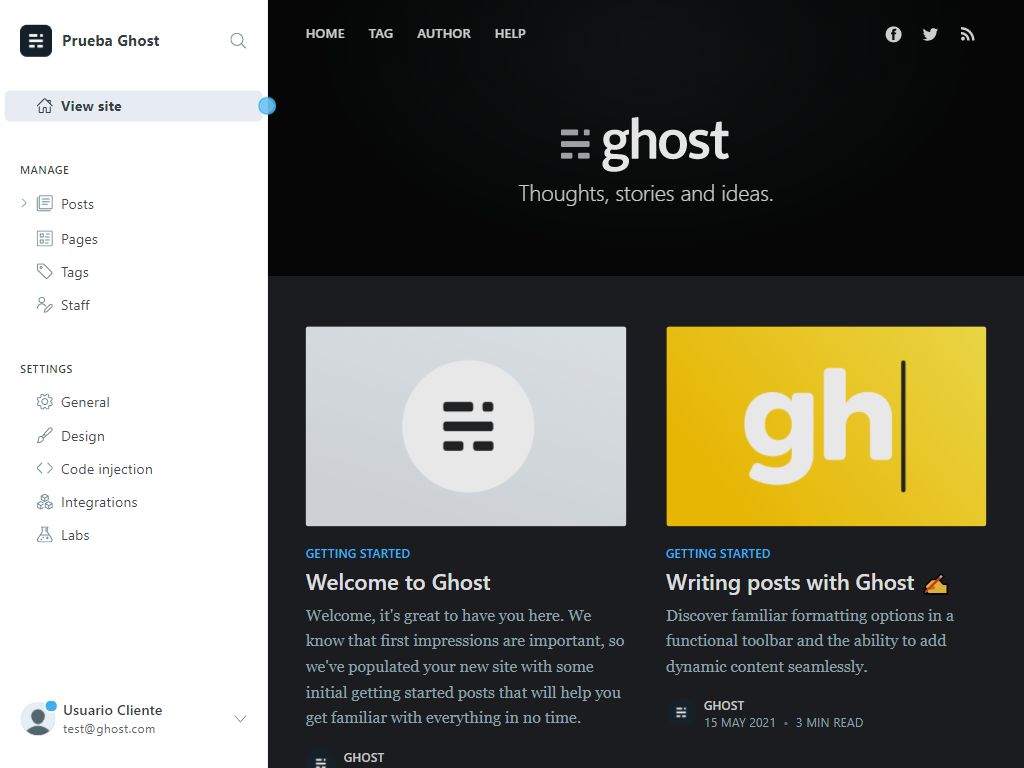 Prueba Ghost
View site
MANAGE
Posts
Pages
Tags
Staff
SETTINGS
General
Design
Code injection
Integrations
Labs
Usuario Cliente
test@ghost.com
HOME TAG AUTHOR HELP
ghost
Thoughts, stories and ideas.
GETTING STARTED
Welcome to Ghost
Welcome, it's great to have you here. We
know that first impressions are important, so
we've populated your new site with some
initial getting started posts that will help you
get familiar with everything in no time.
GHOST
gh
GETTING STARTED
Writing posts with Ghost ✍️
Discover familiar formatting options in a
functional toolbar and the ability to add
dynamic content seamlessly.
GHOST
15 MAY 2021 • 3 MIN READ